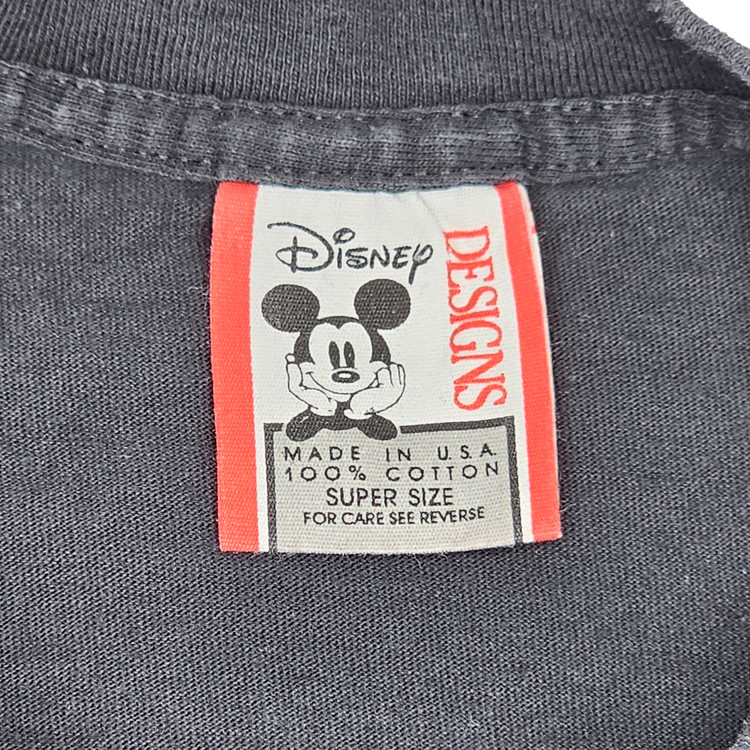 DISNEY
DESIGNS
MADE IN U.S.A.
100% COTTON
SUPER SIZE
FOR CARE SEE REVERSE